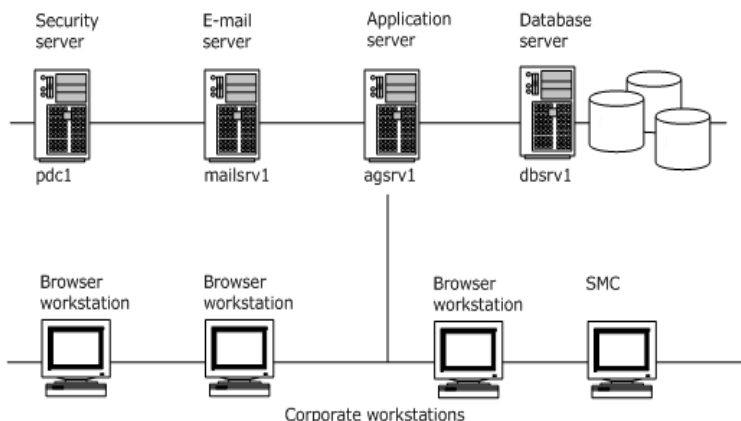 Security
server
E-mail
server
Application
server
Database
server
pdc1
mailsrv1
agsrv1
dbsrv1
Browser
workstation
Browser
workstation
Browser
workstation
SMC
Corporate workstations